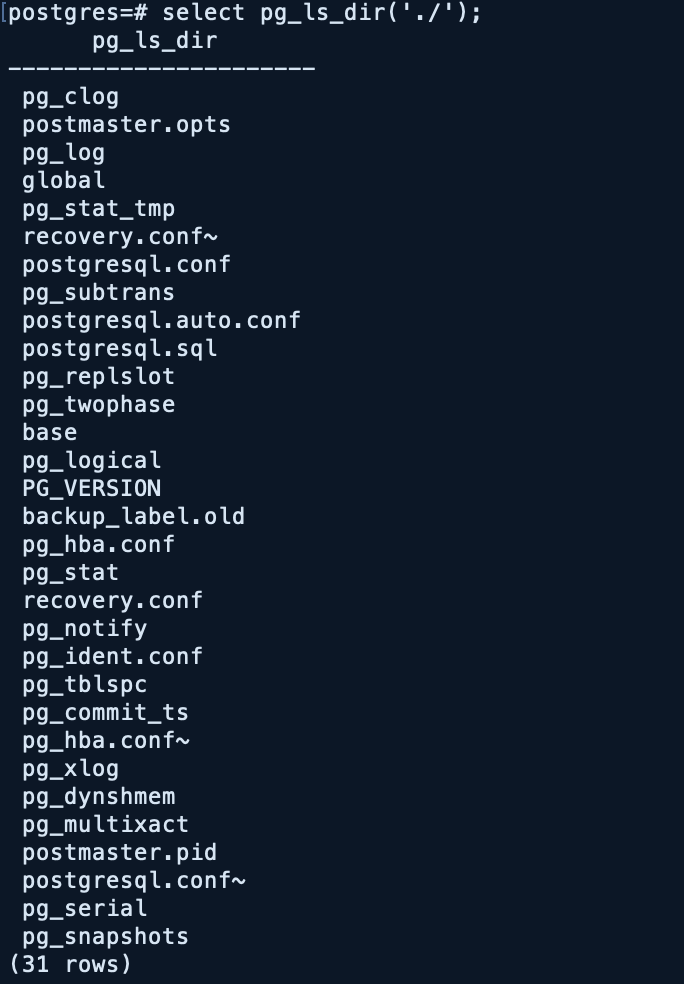 [postgres=# select pg_ls_dir('./');
pg_ls_dir
----------------------
pg_clog
postmaster.opts
pg_log
global
pg_stat_tmp
recovery.conf~
postgresql.conf
pg_subtrans
postgresql.auto.conf
postgresql.sql
pg_replslot
pg_twophase
base
pg_logical
PG_VERSION
backup_label.old
pg_hba.conf
pg_stat
recovery.conf
pg_notify
pg_ident.conf
pg_tblspc
pg_commit_ts
pg_hba.conf~
pg_xlog
pg_dynshmem
pg_multixact
postmaster.pid
postgresql.conf~
pg_serial
pg_snapshots
(31 rows)